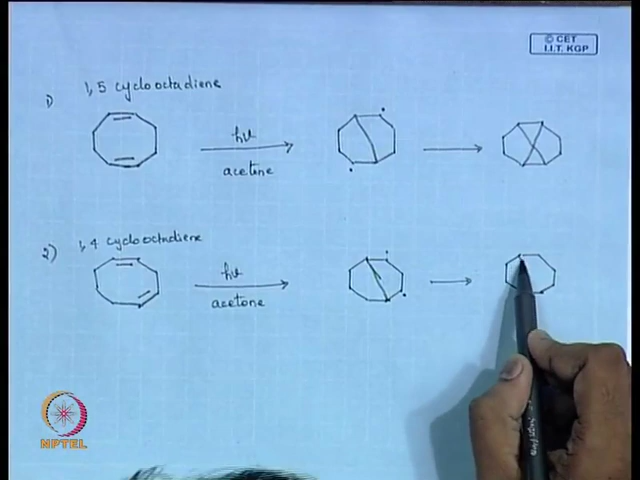 © CET
I.I.T. KGP
1) 1,5 cyclooctadiene
hν
acetone
2) 1,4 cyclooctadiene
hν
acetone
NPTEL